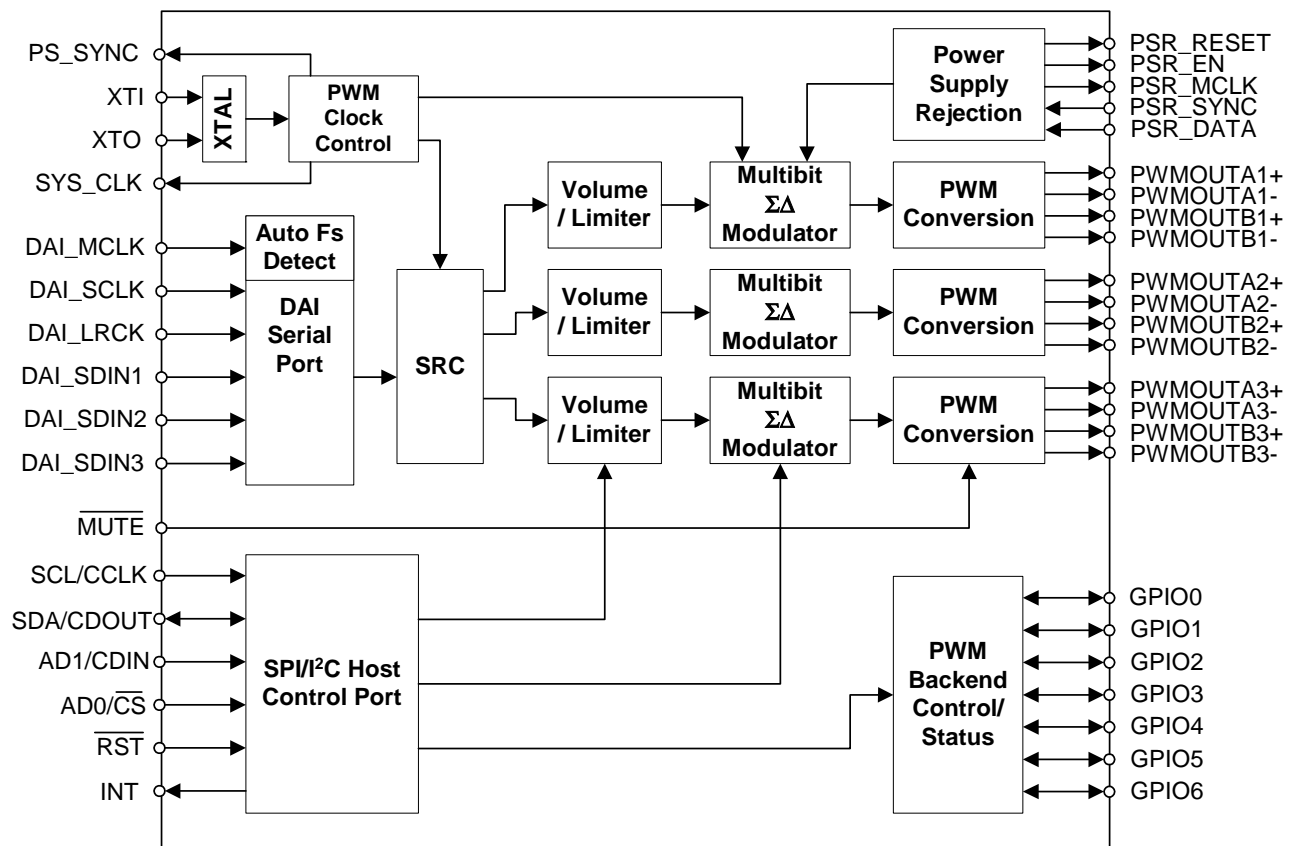 PS_SYNC
XTI
XTO
SYS_CLK
XTAL
PWM
Clock
Control
Power
Supply
Rejection
PSR_RESET
PSR_EN
PSR_MCLK
PSR_SYNC
PSR_DATA
DAI_MCLK
DAI_SCLK
DAI_LRCK
DAI_SDIN1
DAI_SDIN2
DAI_SDIN3
Auto Fs
Detect
DAI
Serial
Port
SRC
Volume
/ Limiter
Multibit
ΣΔ
Modulator
PWM
Conversion
PWMOUTA1+
PWMOUTA1-
PWMOUTB1+
PWMOUTB1-
Volume
/ Limiter
Multibit
ΣΔ
Modulator
PWM
Conversion
PWMOUTA2+
PWMOUTA2-
PWMOUTB2+
PWMOUTB2-
Volume
/ Limiter
Multibit
ΣΔ
Modulator
PWM
Conversion
PWMOUTA3+
PWMOUTA3-
PWMOUTB3+
PWMOUTB3-
MUTE
SCL/CCLK
SDA/CDOUT
AD1/CDIN
AD0/CS
RST
INT
SPI/I²C Host
Control Port
PWM
Backend
Control/
Status
GPIO0
GPIO1
GPIO2
GPIO3
GPIO4
GPIO5
GPIO6